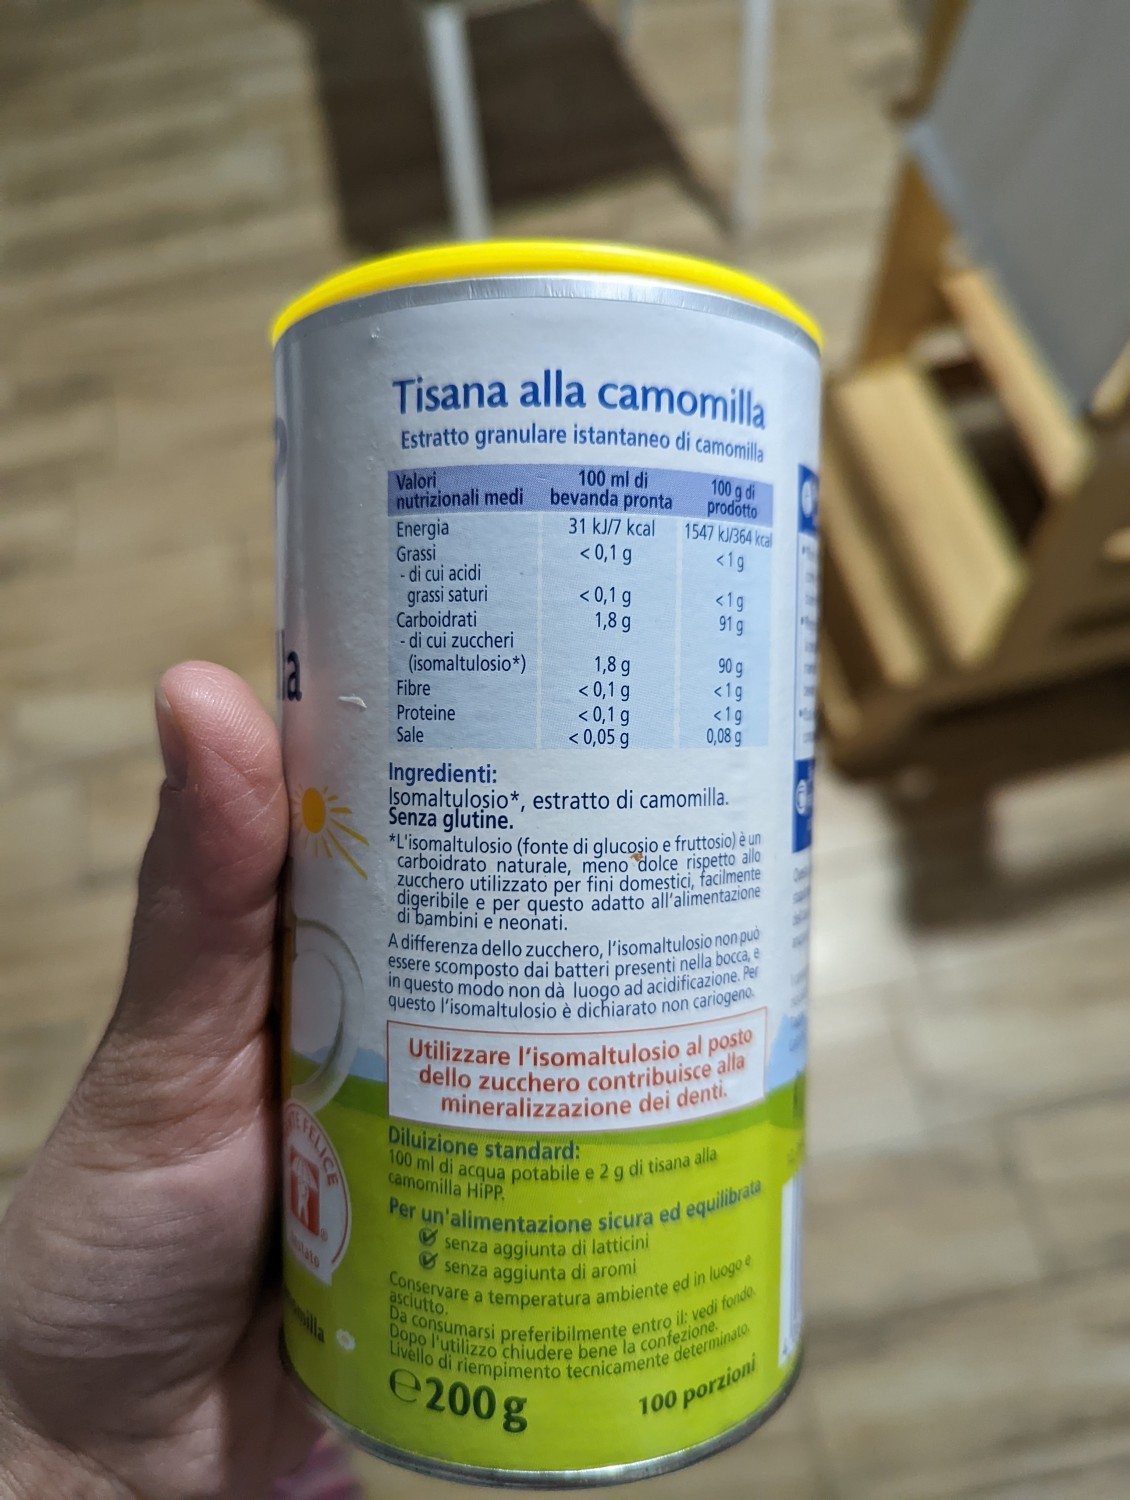 Tisana alla camomilla
Estratto granulare istantaneo di camomilla
Valori nutrizionali medi 100 ml di bevanda pronta 100 g di prodotto
Energia 31 kJ/7 kcal 1547 kJ/364 kcal
Grassi <0,1 g <1g
- di cui acidi
grassi saturi <0,1 g <1g
Carboidrati 1,8 g 91 g
- di cui zuccheri
(isomaltulosio*) 1,8 g 90 g
Fibre <0,1 g <1g
Proteine <0,1 g <1g
Sale <0,05 g 0,08 g
Ingredienti:
Isomaltulosio*, estratto di camomilla.
Senza glutine.
*L'isomaltulosio (fonte di glucosio e fruttosio) è un
carboidrato naturale, meno dolce rispetto allo
zucchero utilizzato per fini domestici, facilmente
digeribile e per questo adatto all'alimentazione
di bambini e neonati.
A differenza dello zucchero, l'isomaltulosio non può
essere scomposto dai batteri presenti nella bocca, e
in questo modo non dà luogo ad acidificazione. Per
questo l'isomaltulosio è dichiarato non cariogeno.
Utilizzare l'isomaltulosio al posto
dello zucchero contribuisce alla
mineralizzazione dei denti.
Diluizione standard:
100 ml di acqua potabile e 2 g di tisana alla
camomilla HiPP.
Per un'alimentazione sicura ed equilibrata
senza aggiunta di latticini
senza aggiunta di aromi
Conservare a temperatura ambiente ed in luogo e
asciutto.
Da consumarsi preferibilmente entro il: vedi fondo.
Dopo l'utilizzo chiudere bene la confezione.
Livello di riempimento tecnicamente determinato.
℮200g
100 porzioni
la
FELICE